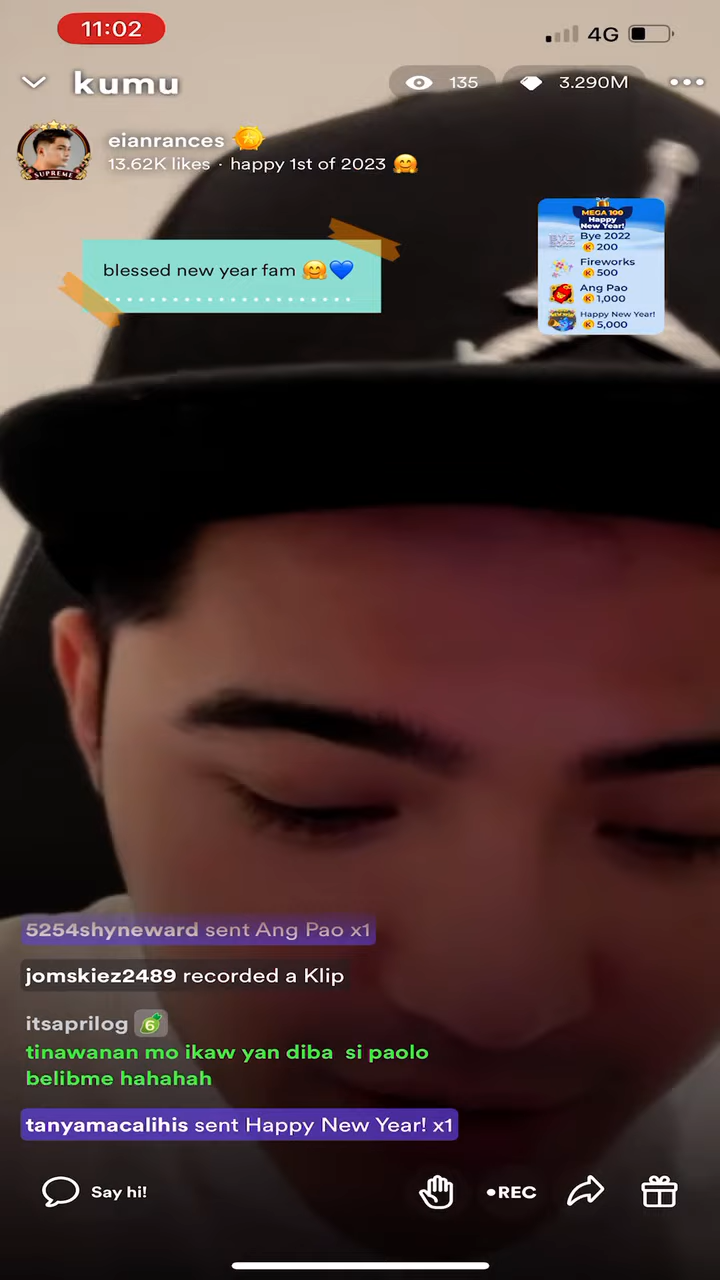 11:02
4G
kumu
135
3.290M
eianrances
13.62K likes · happy 1st of 2023 🤗
SUPREME
blessed new year fam 🤗💙
MEGA 100
Happy
New Year!
Bye 2022
200
Fireworks
500
Ang Pao
1,000
Happy New Year!
5,000
5254shyneward sent Ang Pao x1
jomskiez2489 recorded a Klip
itsaprilog 6
tinawanan mo ikaw yan diba si paolo
belibme hahahah
tanyamacalihis sent Happy New Year! x1
Say hi!
•REC